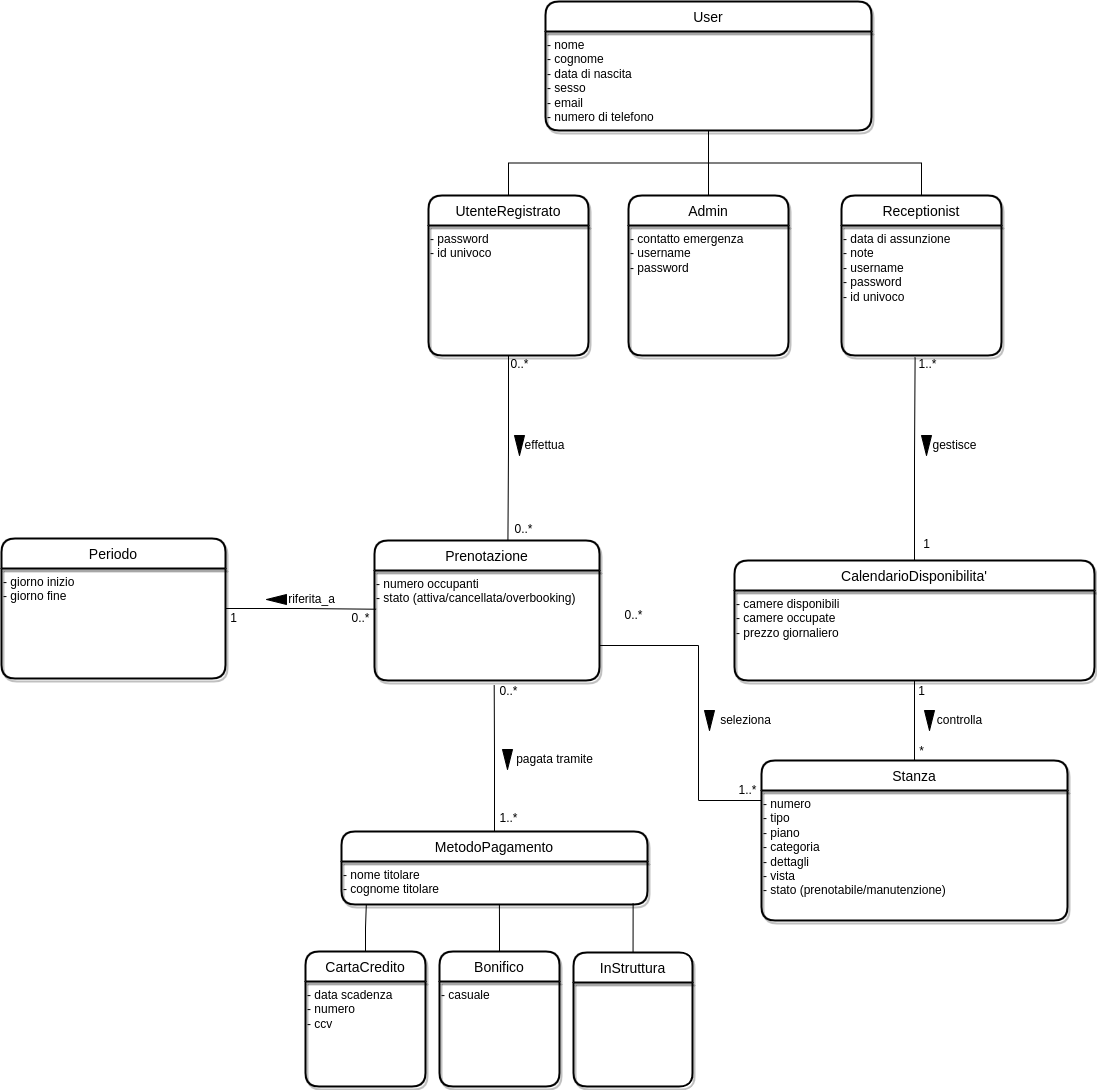 User
- nome
- cognome
- data di nascita
- sesso
- email
- numero di telefono
UtenteRegistrato
- password
- id univoco
Admin
- contatto emergenza
- username
- password
Receptionist
- data di assunzione
- note
- username
- password
- id univoco
0..*
effettua
0..*
1..*
gestisce
1
Periodo
- giorno inizio
- giorno fine
riferita_a
1
0..*
Prenotazione
- numero occupanti
- stato (attiva/cancellata/overbooking)
0..*
seleziona
1..*
CalendarioDisponibilita'
- camere disponibili
- camere occupate
- prezzo giornaliero
1
controlla
*
0..*
pagata tramite
1..*
Stanza
- numero
- tipo
- piano
- categoria
- dettagli
- vista
- stato (prenotabile/manutenzione)
MetodoPagamento
- nome titolare
- cognome titolare
CartaCredito
- data scadenza
- numero
- ccv
Bonifico
- casuale
InStruttura